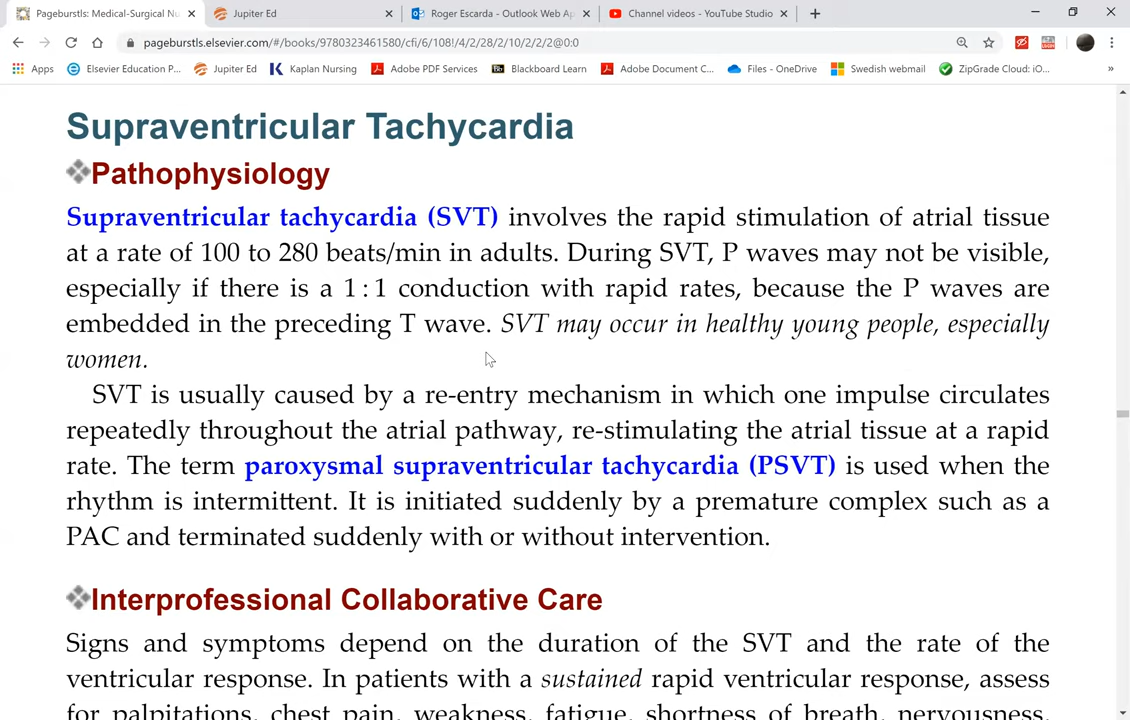 Pageburstls: Medical-Surgical Nu
Jupiter Ed
Roger Escarda - Outlook Web Ap
Channel videos - YouTube Studio
pageburstls.elsevier.com/#/books/9780323461580/cfi/6/108!/4/2/28/2/10/2/2/2@0:0
Apps
Elsevier Education P...
Jupiter Ed
Kaplan Nursing
Adobe PDF Services
Blackboard Learn
Adobe Document C...
Files - OneDrive
Swedish webmail
ZipGrade Cloud: iO...
»
Supraventricular Tachycardia
Pathophysiology
Supraventricular tachycardia (SVT) involves the rapid stimulation of atrial tissue
at a rate of 100 to 280 beats/min in adults. During SVT, P waves may not be visible,
especially if there is a 1 : 1 conduction with rapid rates, because the P waves are
embedded in the preceding T wave. SVT may occur in healthy young people, especially
women.
SVT is usually caused by a re-entry mechanism in which one impulse circulates
repeatedly throughout the atrial pathway, re-stimulating the atrial tissue at a rapid
rate. The term paroxysmal supraventricular tachycardia (PSVT) is used when the
rhythm is intermittent. It is initiated suddenly by a premature complex such as a
PAC and terminated suddenly with or without intervention.
Interprofessional Collaborative Care
Signs and symptoms depend on the duration of the SVT and the rate of the
ventricular response. In patients with a sustained rapid ventricular response, assess
for palpitations, chest pain, weakness, fatigue, shortness of breath, nervousness,